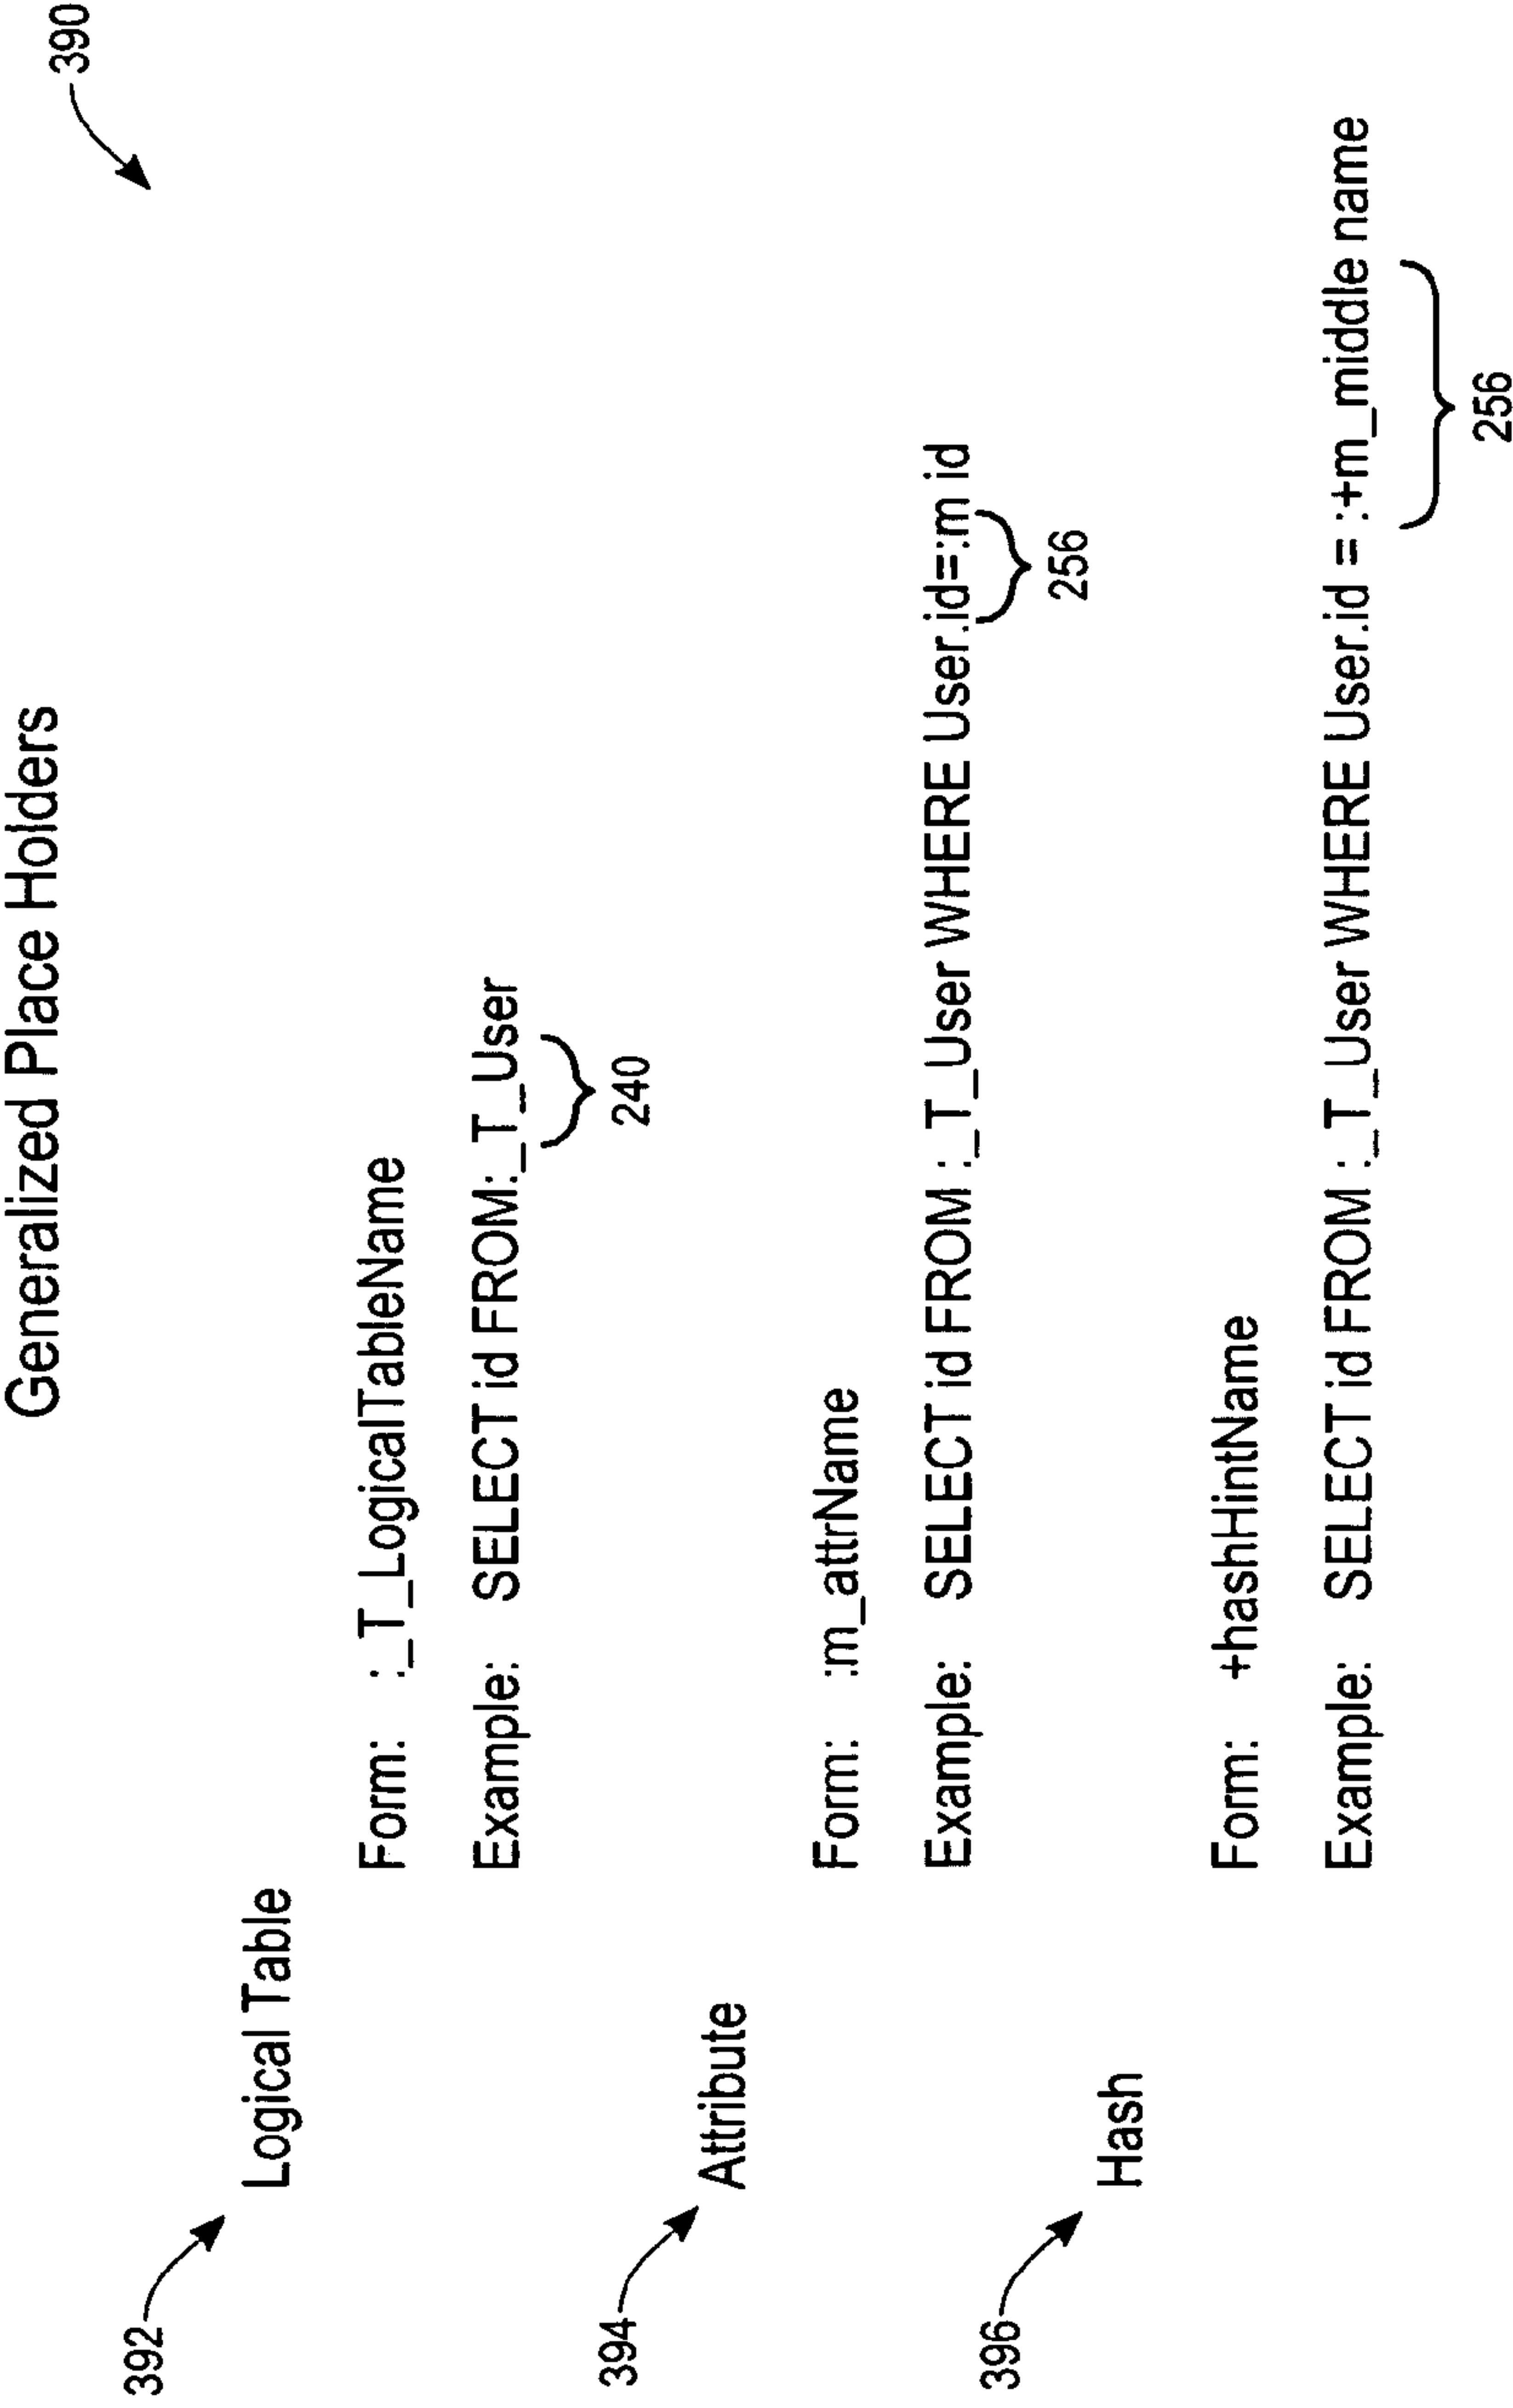 Generalized Place Holders
390
392
Logical Table
Form: :_T_LogicalTableName
Example: SELECT id FROM:_T_User
240
394
Attribute
Form: :m_attrName
Example: SELECT id FROM :_T_User WHERE User.id=:m id
256
396
Hash
Form: +hashHintName
Example: SELECT id FROM :_T_User WHERE User.id = :+m_middle name
256